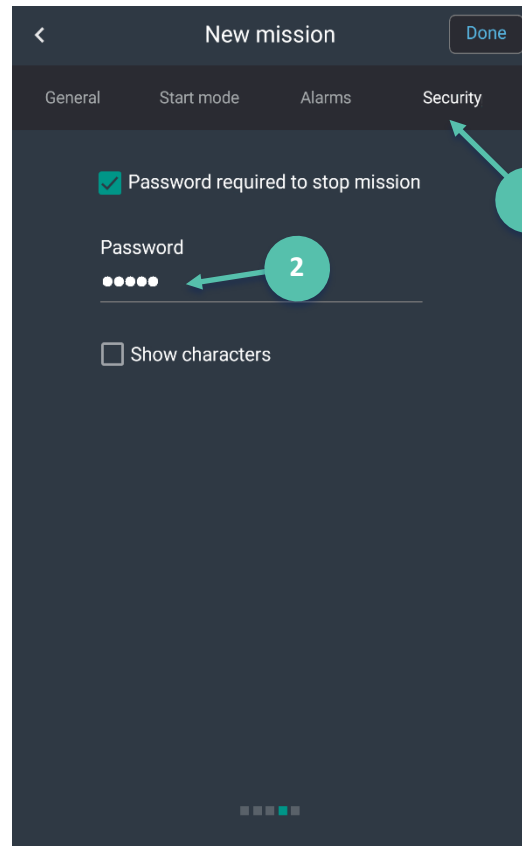 New mission
Done
General Start mode Alarms Security
Password required to stop mission
Password
•••••
2
Show characters